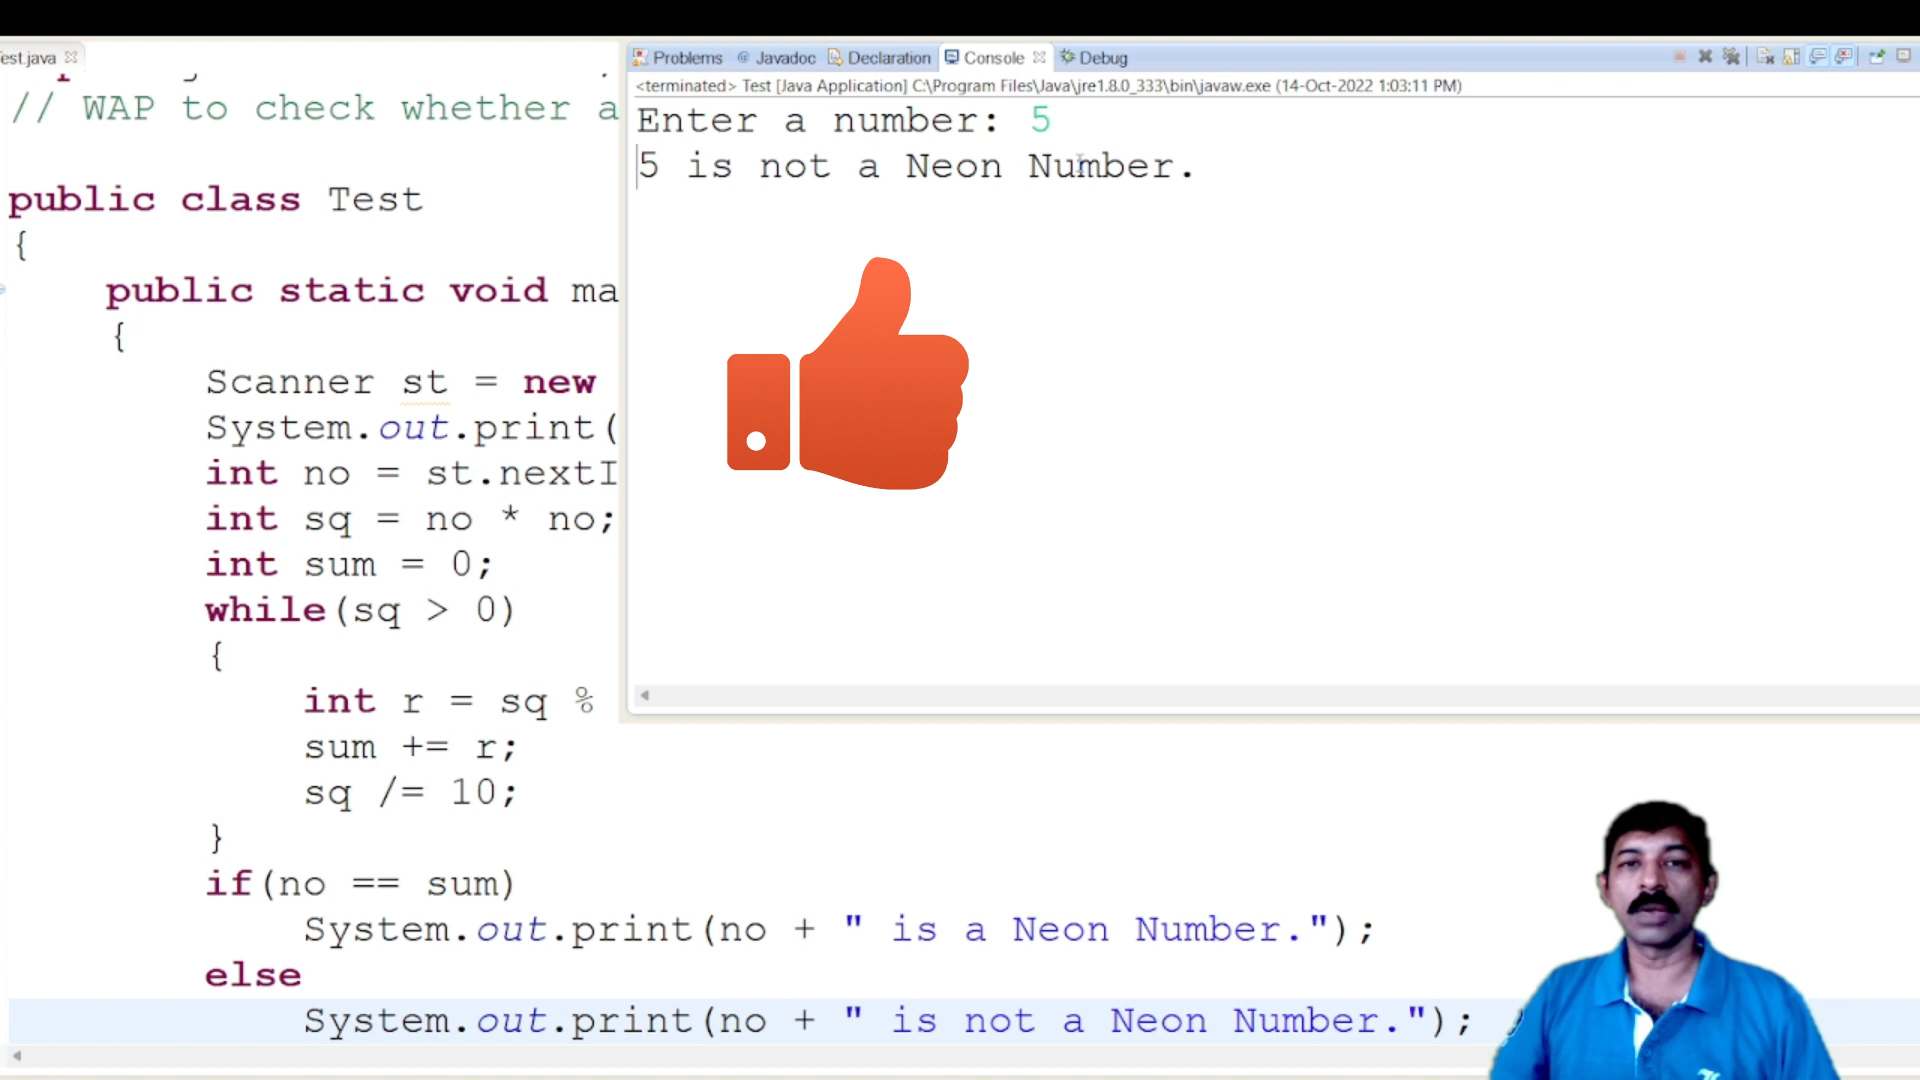 est.java
// WAP to check whether a
public class Test
{
public static void ma
{
Scanner st = new
System.out.print(
int no = st.nextI
int sq = no * no;
int sum = 0;
while(sq > 0)
{
int r = sq %
sum += r;
sq /= 10;
}
if(no == sum)
System.out.print(no + " is a Neon Number.");
else
System.out.print(no + " is not a Neon Number.");
Problems @ Javadoc Declaration Console Debug
<terminated> Test [Java Application] C:\Program Files\Java\jre1.8.0_333\bin\javaw.exe (14-Oct-2022 1:03:11 PM)
Enter a number: 5
5 is not a Neon Number.